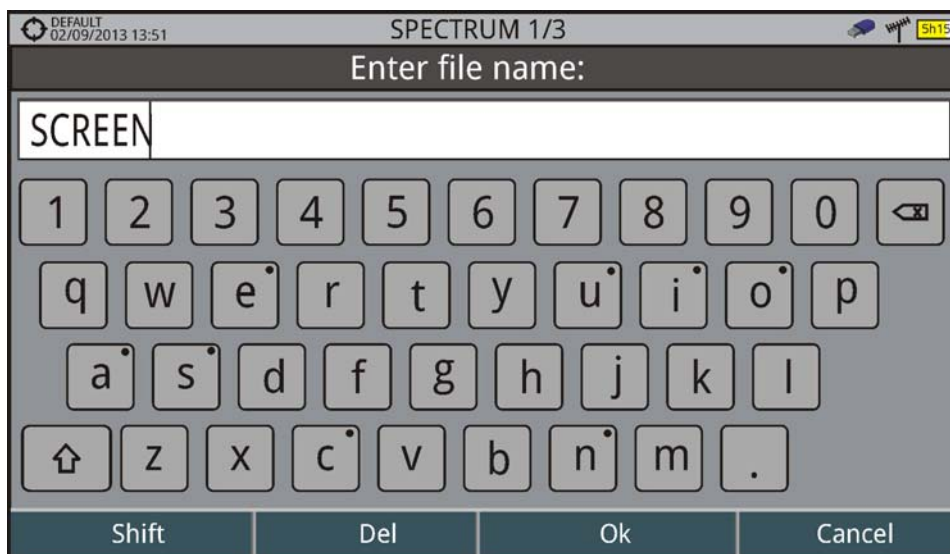 DEFAULT
02/09/2013 13:51
SPECTRUM 1/3
5h15
Enter file name:
SCREEN
1 2 3 4 5 6 7 8 9 0
q w e r t y u i o p
a s d f g h j k l
z x c v b n m .
Shift Del Ok Cancel